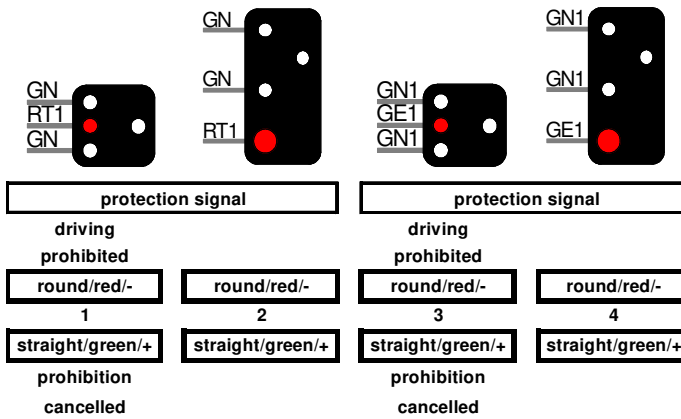 GN
GN1
GN
RT1
GN
GN
RT1
GN1
GE1
GN1
GN1
GE1
protection signal
protection signal
driving
prohibited
driving
prohibited
round/red/-
round/red/-
round/red/-
round/red/-
1
2
3
4
straight/green/+
straight/green/+
straight/green/+
straight/green/+
prohibition
cancelled
prohibition
cancelled